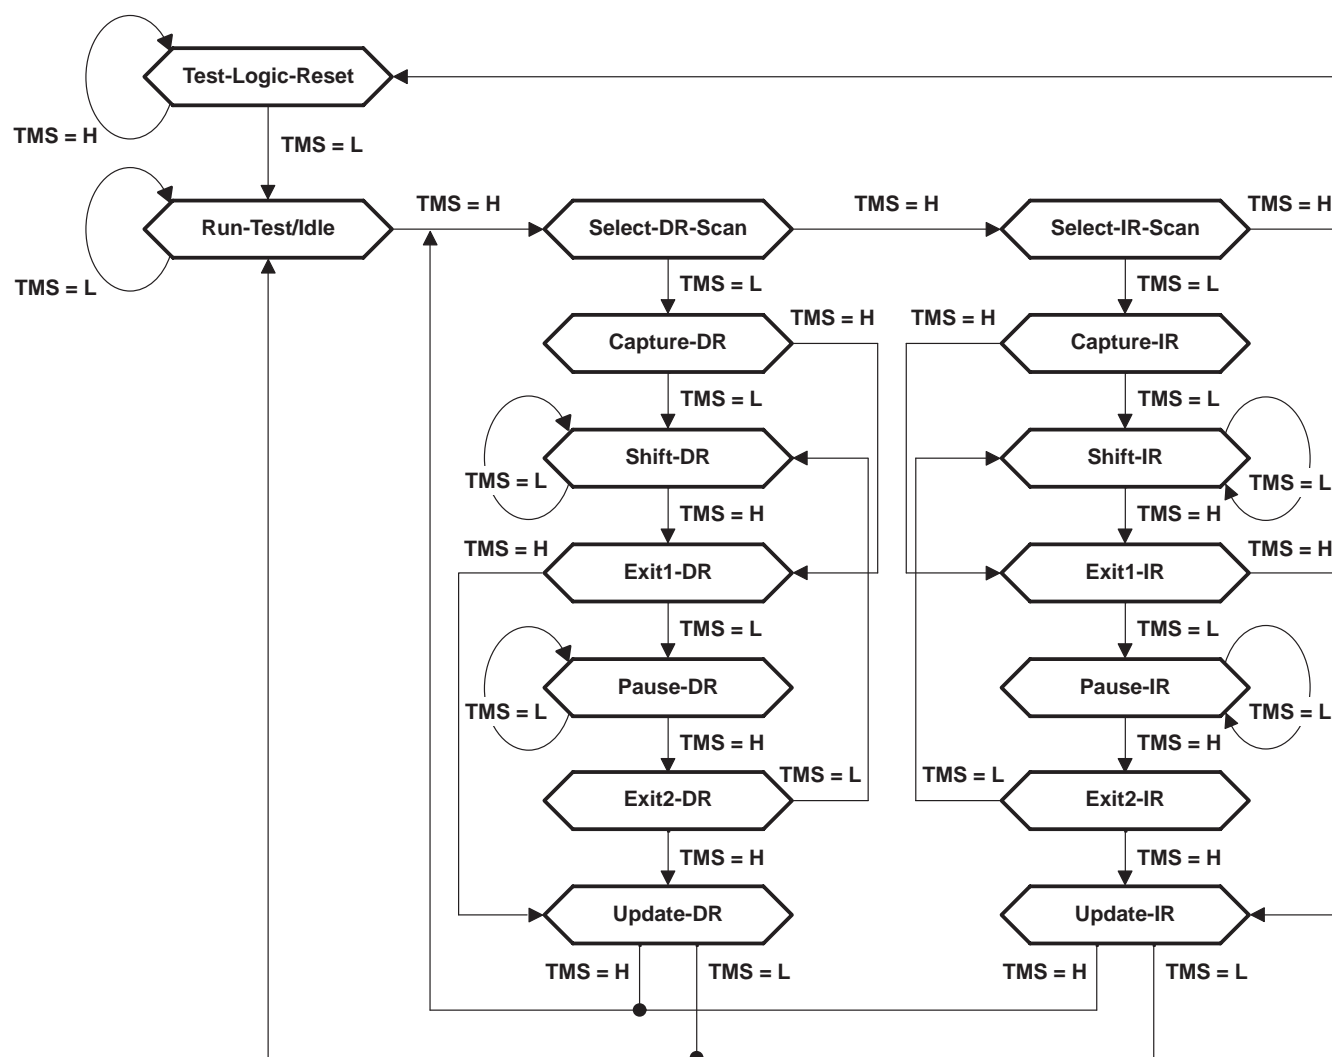 Test-Logic-Reset
TMS = H
TMS = L
TMS = H
TMS = H
TMS = H
Run-Test/Idle
Select-DR-Scan
Select-IR-Scan
TMS = L
TMS = L
TMS = L
TMS = H
TMS = H
Capture-DR
Capture-IR
TMS = L
TMS = L
Shift-DR
Shift-IR
TMS = L
TMS = L
TMS = H
TMS = H
TMS = H
TMS = H
Exit1-DR
Exit1-IR
TMS = L
TMS = L
Pause-DR
Pause-IR
TMS = L
TMS = L
TMS = H
TMS = H
TMS = L
TMS = L
Exit2-DR
Exit2-IR
TMS = H
TMS = H
Update-DR
Update-IR
TMS = H
TMS = L
TMS = H
TMS = L